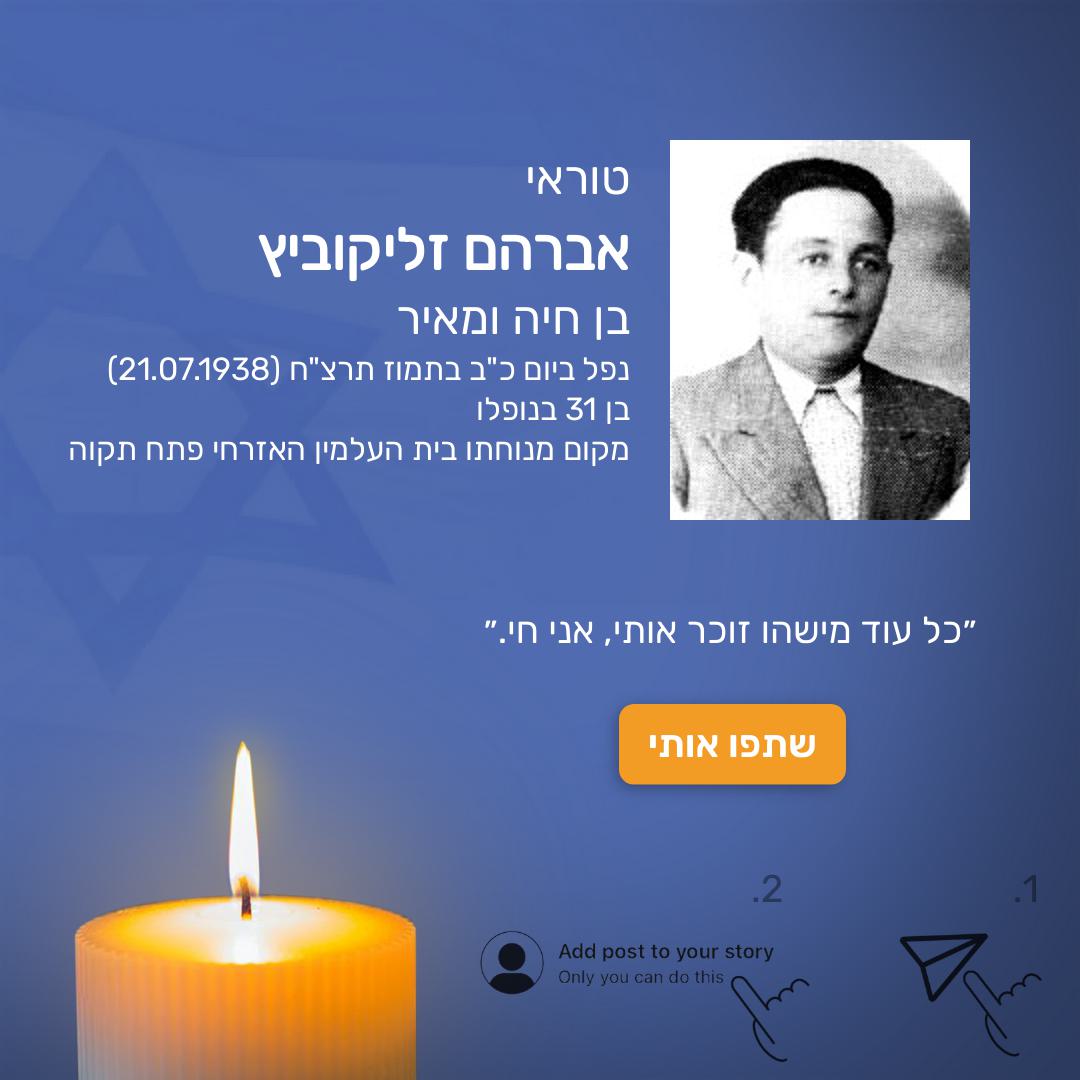 טוראי
אברהם זליקוביץ
בן חיה ומאיר
נפל ביום כ"ב בתמוז תרצ"ח (21.07.1938)
בן 31 בנופלו
מקום מנוחתו בית העלמין האזרחי פתח תקוה
״כל עוד מישהו זוכר אותי, אני חי.״
שתפו אותי
1.
2.
Add post to your story
Only you can do this